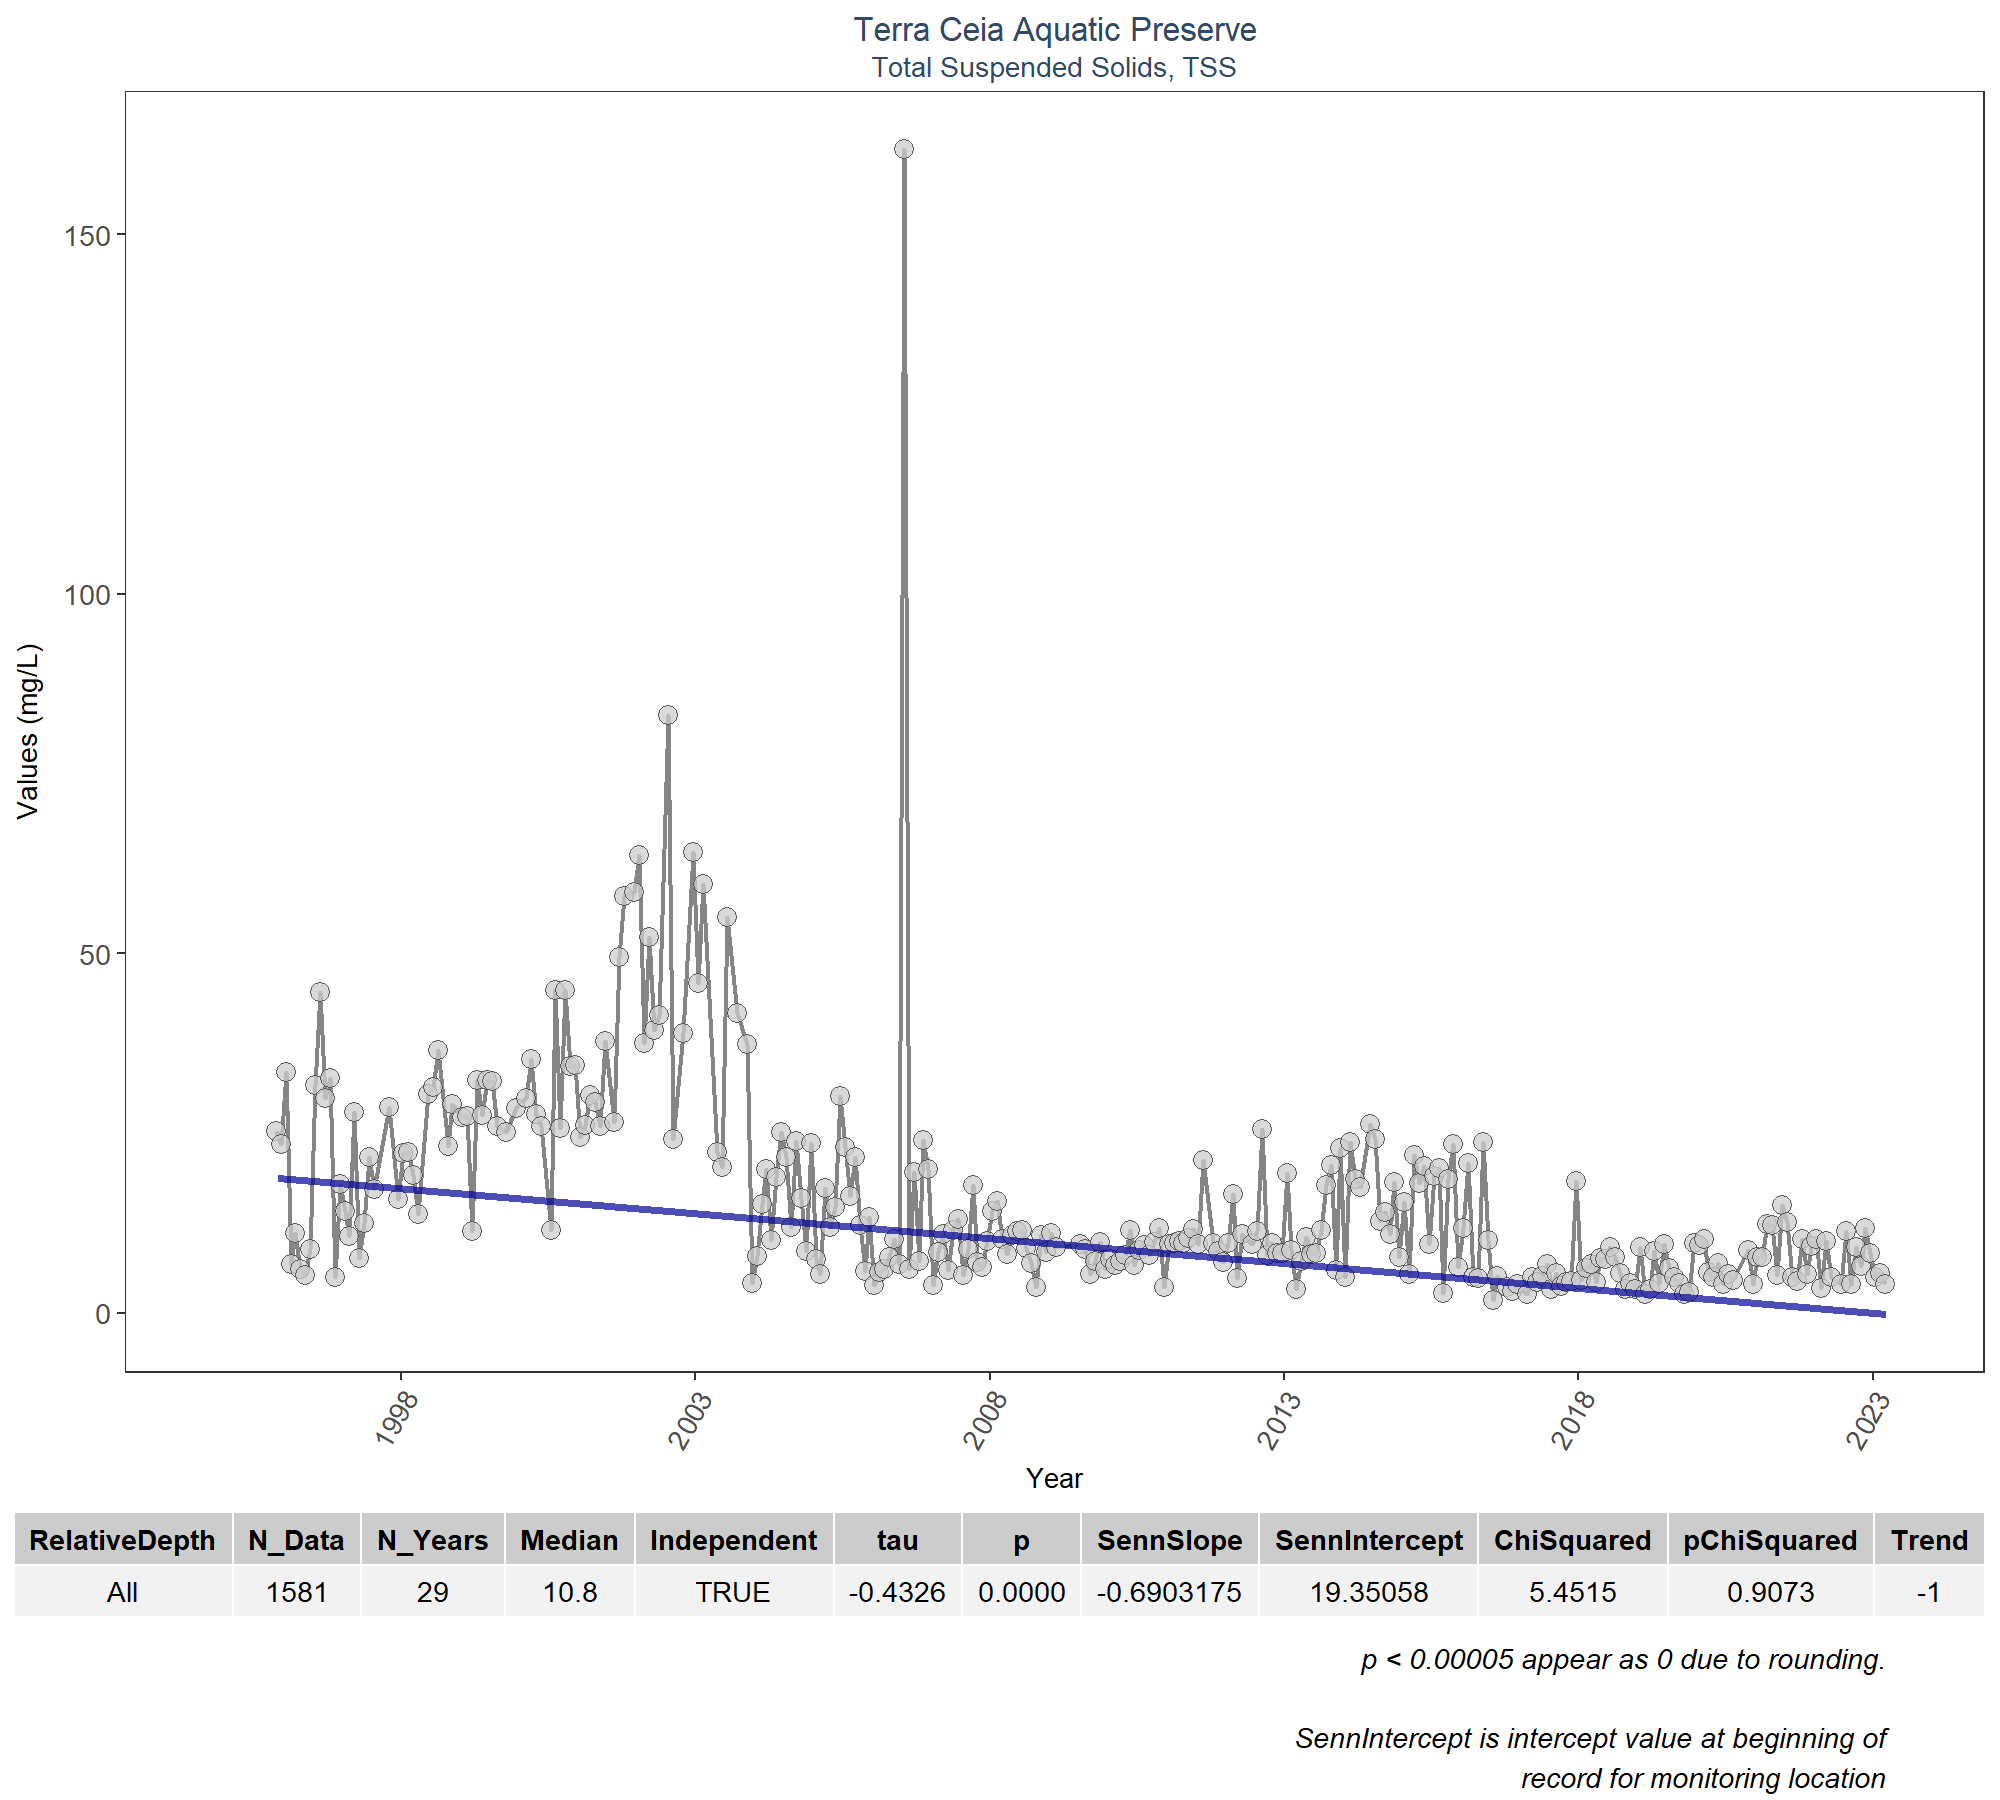 Terra Ceia Aquatic Preserve
Total Suspended Solids, TSS
Values (mg/L)
150
100
50
0
1998
2003
2008
2013
2018
2023
Year
RelativeDepth N_Data N_Years Median Independent tau p SennSlope SennIntercept ChiSquared pChiSquared Trend
All 1581 29 10.8 TRUE -0.4326 0.0000 -0.6903175 19.35058 5.4515 0.9073 -1
p < 0.00005 appear as 0 due to rounding.
SennIntercept is intercept value at beginning of
record for monitoring location